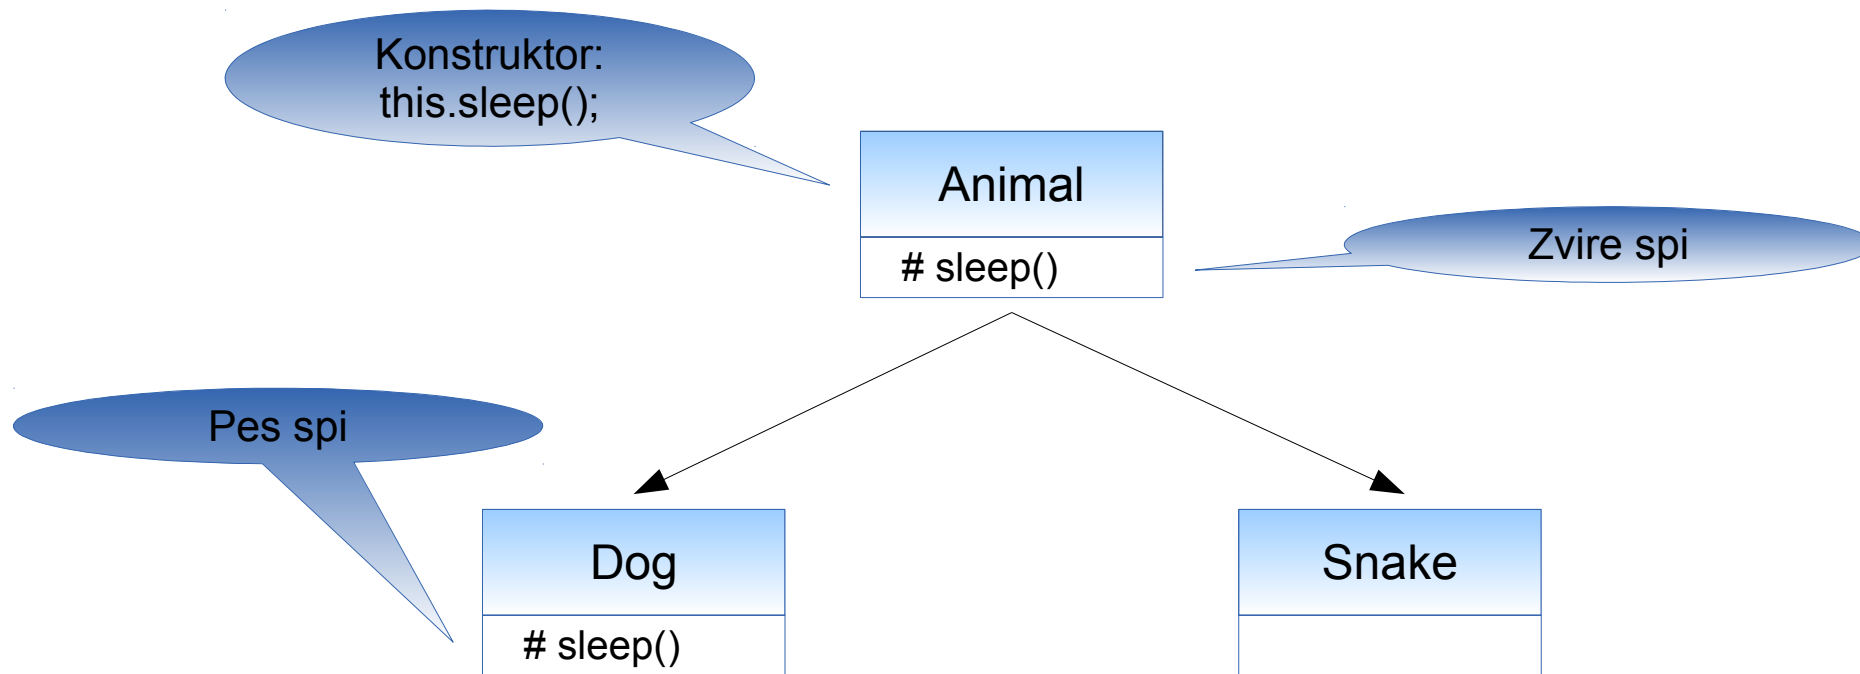 Konstruktor:
this.sleep();
Animal
# sleep()
Zvire spi
Pes spi
Dog
# sleep()
Snake